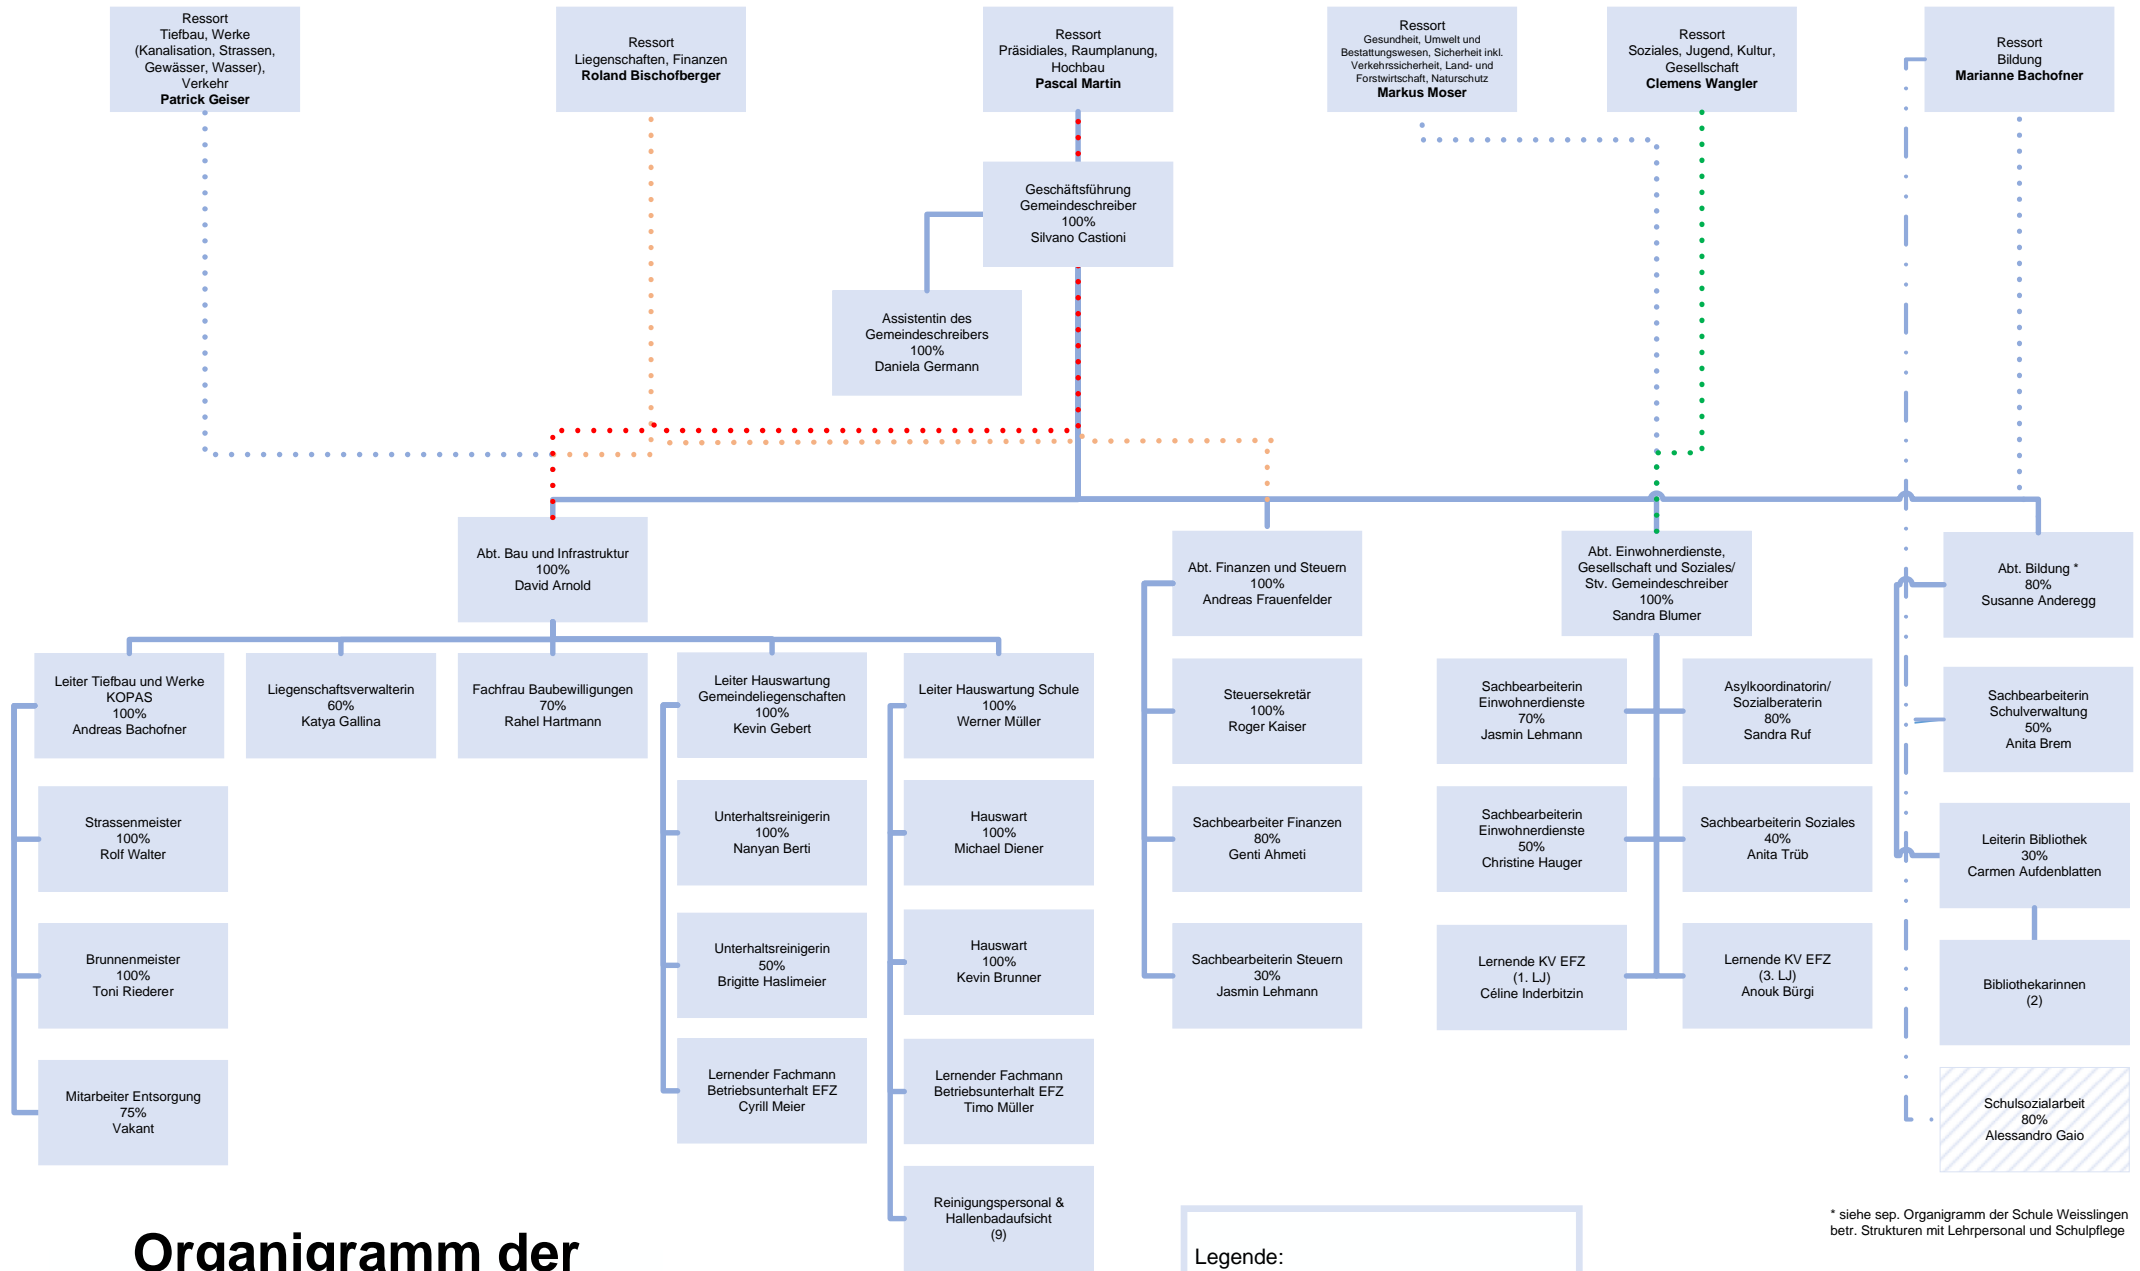 Ressort
Tiefbau, Werke
(Kanalisation, Strassen,
Gewässer, Wasser),
Verkehr
Patrick Geiser
Ressort
Liegenschaften, Finanzen
Roland Bischofberger
Ressort
Präsidiales, Raumplanung,
Hochbau
Pascal Martin
Ressort
Gesundheit, Umwelt und
Bestattungswesen, Sicherheit inkl.
Verkehrssicherheit, Land- und
Forstwirtschaft, Naturschutz
Markus Moser
Ressort
Soziales, Jugend, Kultur,
Gesellschaft
Clemens Wangler
Ressort
Bildung
Marianne Bachofner
Geschäftsführung
Gemeindeschreiber
100%
Silvano Castioni
Assistentin des
Gemeindeschreibers
100%
Daniela Germann
Abt. Bau und Infrastruktur
100%
David Arnold
Abt. Finanzen und Steuern
100%
Andreas Frauenfelder
Abt. Einwohnerdienste,
Gesellschaft und Soziales/
Stv. Gemeindeschreiber
100%
Sandra Blumer
Abt. Bildung *
80%
Susanne Anderegg
Leiter Tiefbau und Werke
KOPAS
100%
Andreas Bachofner
Liegenschaftsverwalterin
60%
Katya Gallina
Fachfrau Baubewilligungen
70%
Rahel Hartmann
Leiter Hauswartung
Gemeindeliegenschaften
100%
Kevin Gebert
Leiter Hauswartung Schule
100%
Werner Müller
Steuersekretär
100%
Roger Kaiser
Sachbearbeiterin
Einwohnerdienste
70%
Jasmin Lehmann
Asylkoordinatorin/
Sozialberaterin
80%
Sandra Ruf
Sachbearbeiterin
Schulverwaltung
50%
Anita Brem
Strassenmeister
100%
Rolf Walter
Unterhaltsreinigerin
100%
Nanyan Berti
Hauswart
100%
Michael Diener
Sachbearbeiter Finanzen
80%
Genti Ahmeti
Sachbearbeiterin
Einwohnerdienste
50%
Christine Hauger
Sachbearbeiterin Soziales
40%
Anita Trüb
Leiterin Bibliothek
30%
Carmen Aufdenblatten
Brunnenmeister
100%
Toni Riederer
Unterhaltsreinigerin
50%
Brigitte Haslimeier
Hauswart
100%
Kevin Brunner
Sachbearbeiterin Steuern
30%
Jasmin Lehmann
Lernende KV EFZ
(1. LJ)
Céline Inderbitzin
Lernende KV EFZ
(3. LJ)
Anouk Bürgi
Bibliothekarinnen
(2)
Mitarbeiter Entsorgung
75%
Vakant
Lernender Fachmann
Betriebsunterhalt EFZ
Cyrill Meier
Lernender Fachmann
Betriebsunterhalt EFZ
Timo Müller
Schulsozialarbeit
80%
Alessandro Gaio
Reinigungspersonal &
Hallenbadaufsicht
(9)
* siehe sep. Organigramm der Schule Weisslingen
betr. Strukturen mit Lehrpersonal und Schulpflege
Organigramm der
Legende: